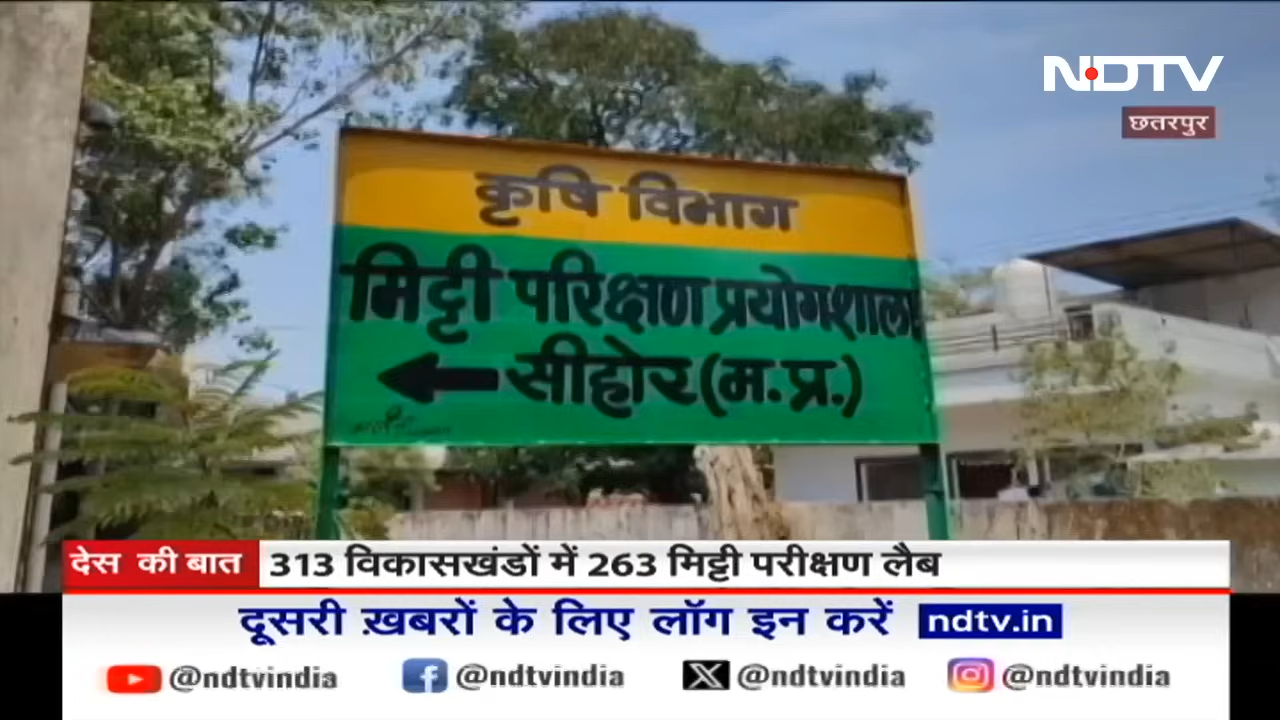 NDTV
छतरपुर
कृषि विभाग
मिट्टी परिक्षण प्रयोगशाला
सीहोर (म.प्र.)
देस की बात
313 विकासखंडों में 263 मिट्टी परीक्षण लैब
दूसरी ख़बरों के लिए लॉग इन करें ndtv.in
@ndtvindia @ndtvindia @ndtvindia @ndtvindia